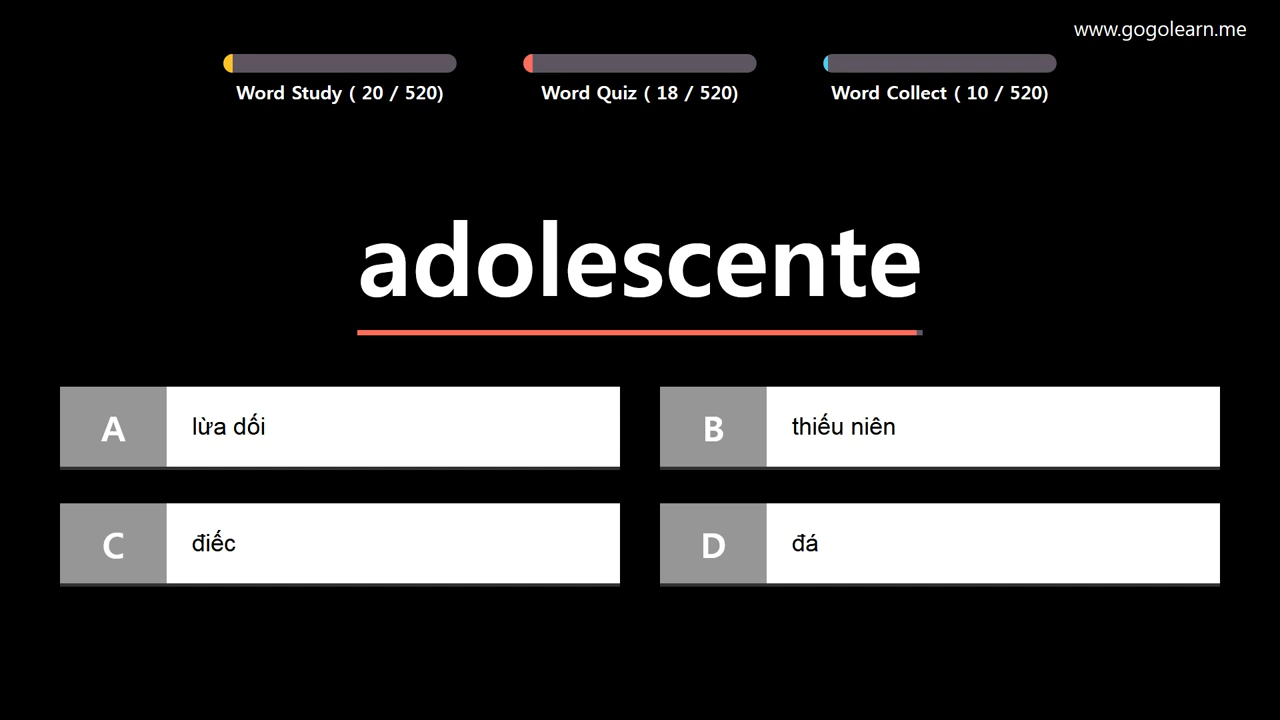 www.gogolearn.me
Word Study ( 20 / 520)
Word Quiz ( 18 / 520)
Word Collect ( 10 / 520)
adolescente
A
lừa dối
B
thiếu niên
C
điếc
D
đá